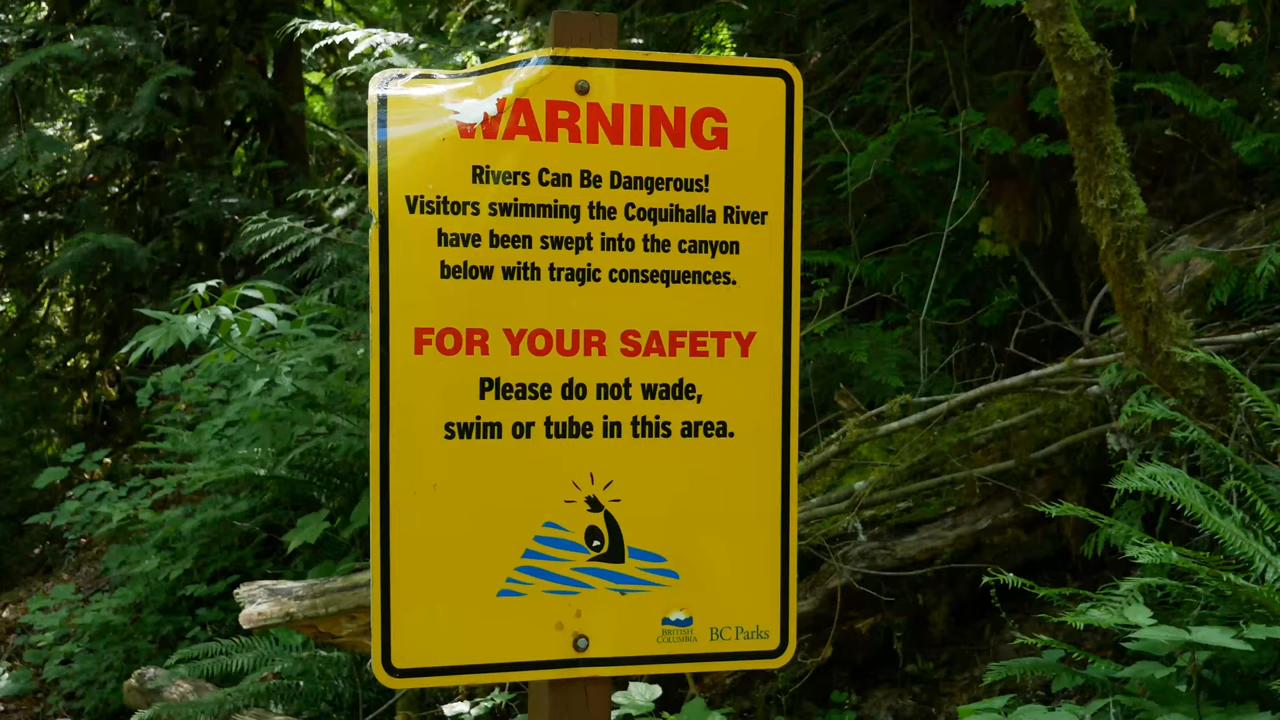 WARNING
Rivers Can Be Dangerous!
Visitors swimming the Coquihalla River
have been swept into the canyon
below with tragic consequences.
FOR YOUR SAFETY
Please do not wade,
swim or tube in this area.
BRITISH
COLUMBIA
BC Parks